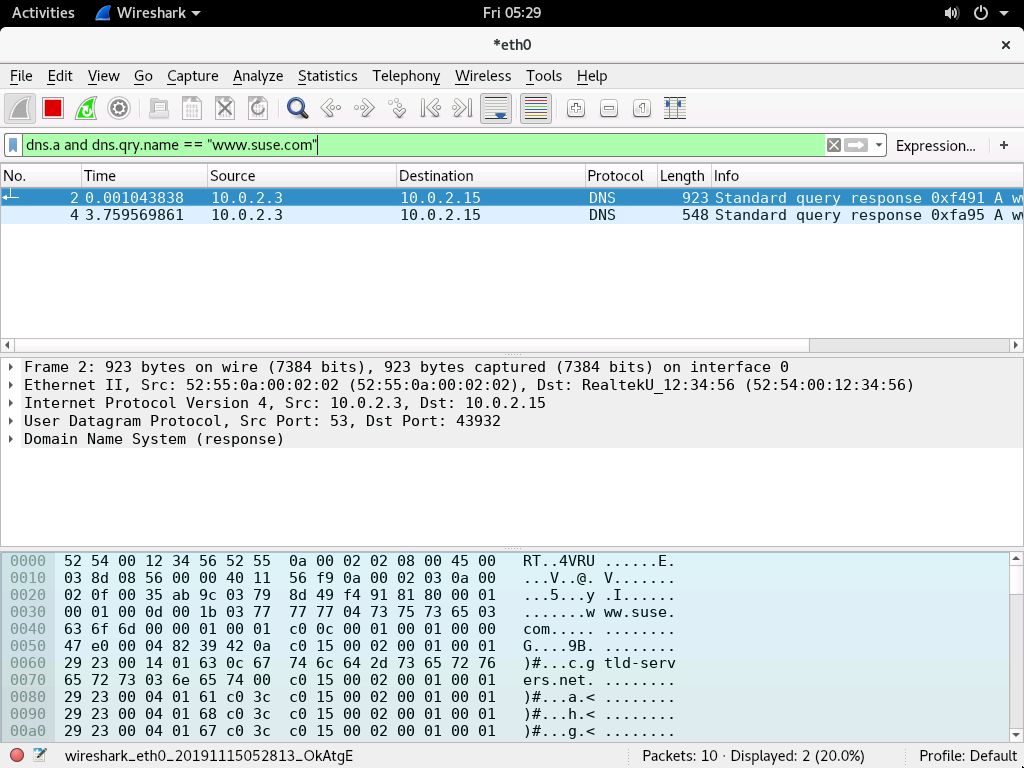 Activities Wireshark Fri 05:29
*eth0
File Edit View Go Capture Analyze Statistics Telephony Wireless Tools Help
dns.a and dns.qry.name == "www.suse.com" Expression... +
No. Time Source Destination Protocol Length Info
2 0.001043838 10.0.2.3 10.0.2.15 DNS 923 Standard query response 0xf491 A w
4 3.759569861 10.0.2.3 10.0.2.15 DNS 548 Standard query response 0xfa95 A w
Frame 2: 923 bytes on wire (7384 bits), 923 bytes captured (7384 bits) on interface 0
Ethernet II, Src: 52:55:0a:00:02:02 (52:55:0a:00:02:02), Dst: RealtekU_12:34:56 (52:54:00:12:34:56)
Internet Protocol Version 4, Src: 10.0.2.3, Dst: 10.0.2.15
User Datagram Protocol, Src Port: 53, Dst Port: 43932
Domain Name System (response)
0000 52 54 00 12 34 56 52 55 0a 00 02 02 08 00 45 00 RT..4VRU ......E.
0010 03 8d 08 56 00 00 40 11 56 f9 0a 00 02 03 0a 00 ...V..@. V.......
0020 02 0f 00 35 ab 9c 03 79 8d 49 f4 91 81 80 00 01 ...5...y .I......
0030 00 01 00 0d 00 1b 03 77 77 77 04 73 75 73 65 03 .......w ww.suse.
0040 63 6f 6d 00 00 01 00 01 c0 0c 00 01 00 01 00 00 com..... ........
0050 47 e0 00 04 82 39 42 0a c0 15 00 02 00 01 00 01 G....9B. ........
0060 29 23 00 14 01 63 0c 67 74 6c 64 2d 73 65 72 76 )#...c.g tld-serv
0070 65 72 73 03 6e 65 74 00 c0 15 00 02 00 01 00 01 ers.net. ........
0080 29 23 00 04 01 61 c0 3c c0 15 00 02 00 01 00 01 )#...a.< ........
0090 29 23 00 04 01 68 c0 3c c0 15 00 02 00 01 00 01 )#...h.< ........
00a0 29 23 00 04 01 67 c0 3c c0 15 00 02 00 01 00 01 )#...g.< ........
wireshark_eth0_20191115052813_OkAtgE Packets: 10 · Displayed: 2 (20.0%) Profile: Default